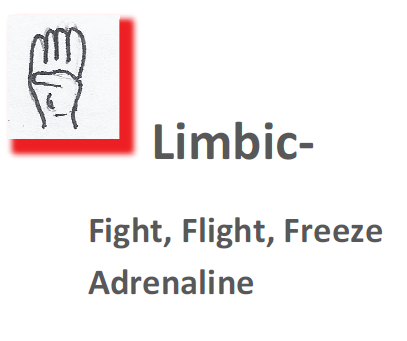 Limbic-
Fight, Flight, Freeze
Adrenaline